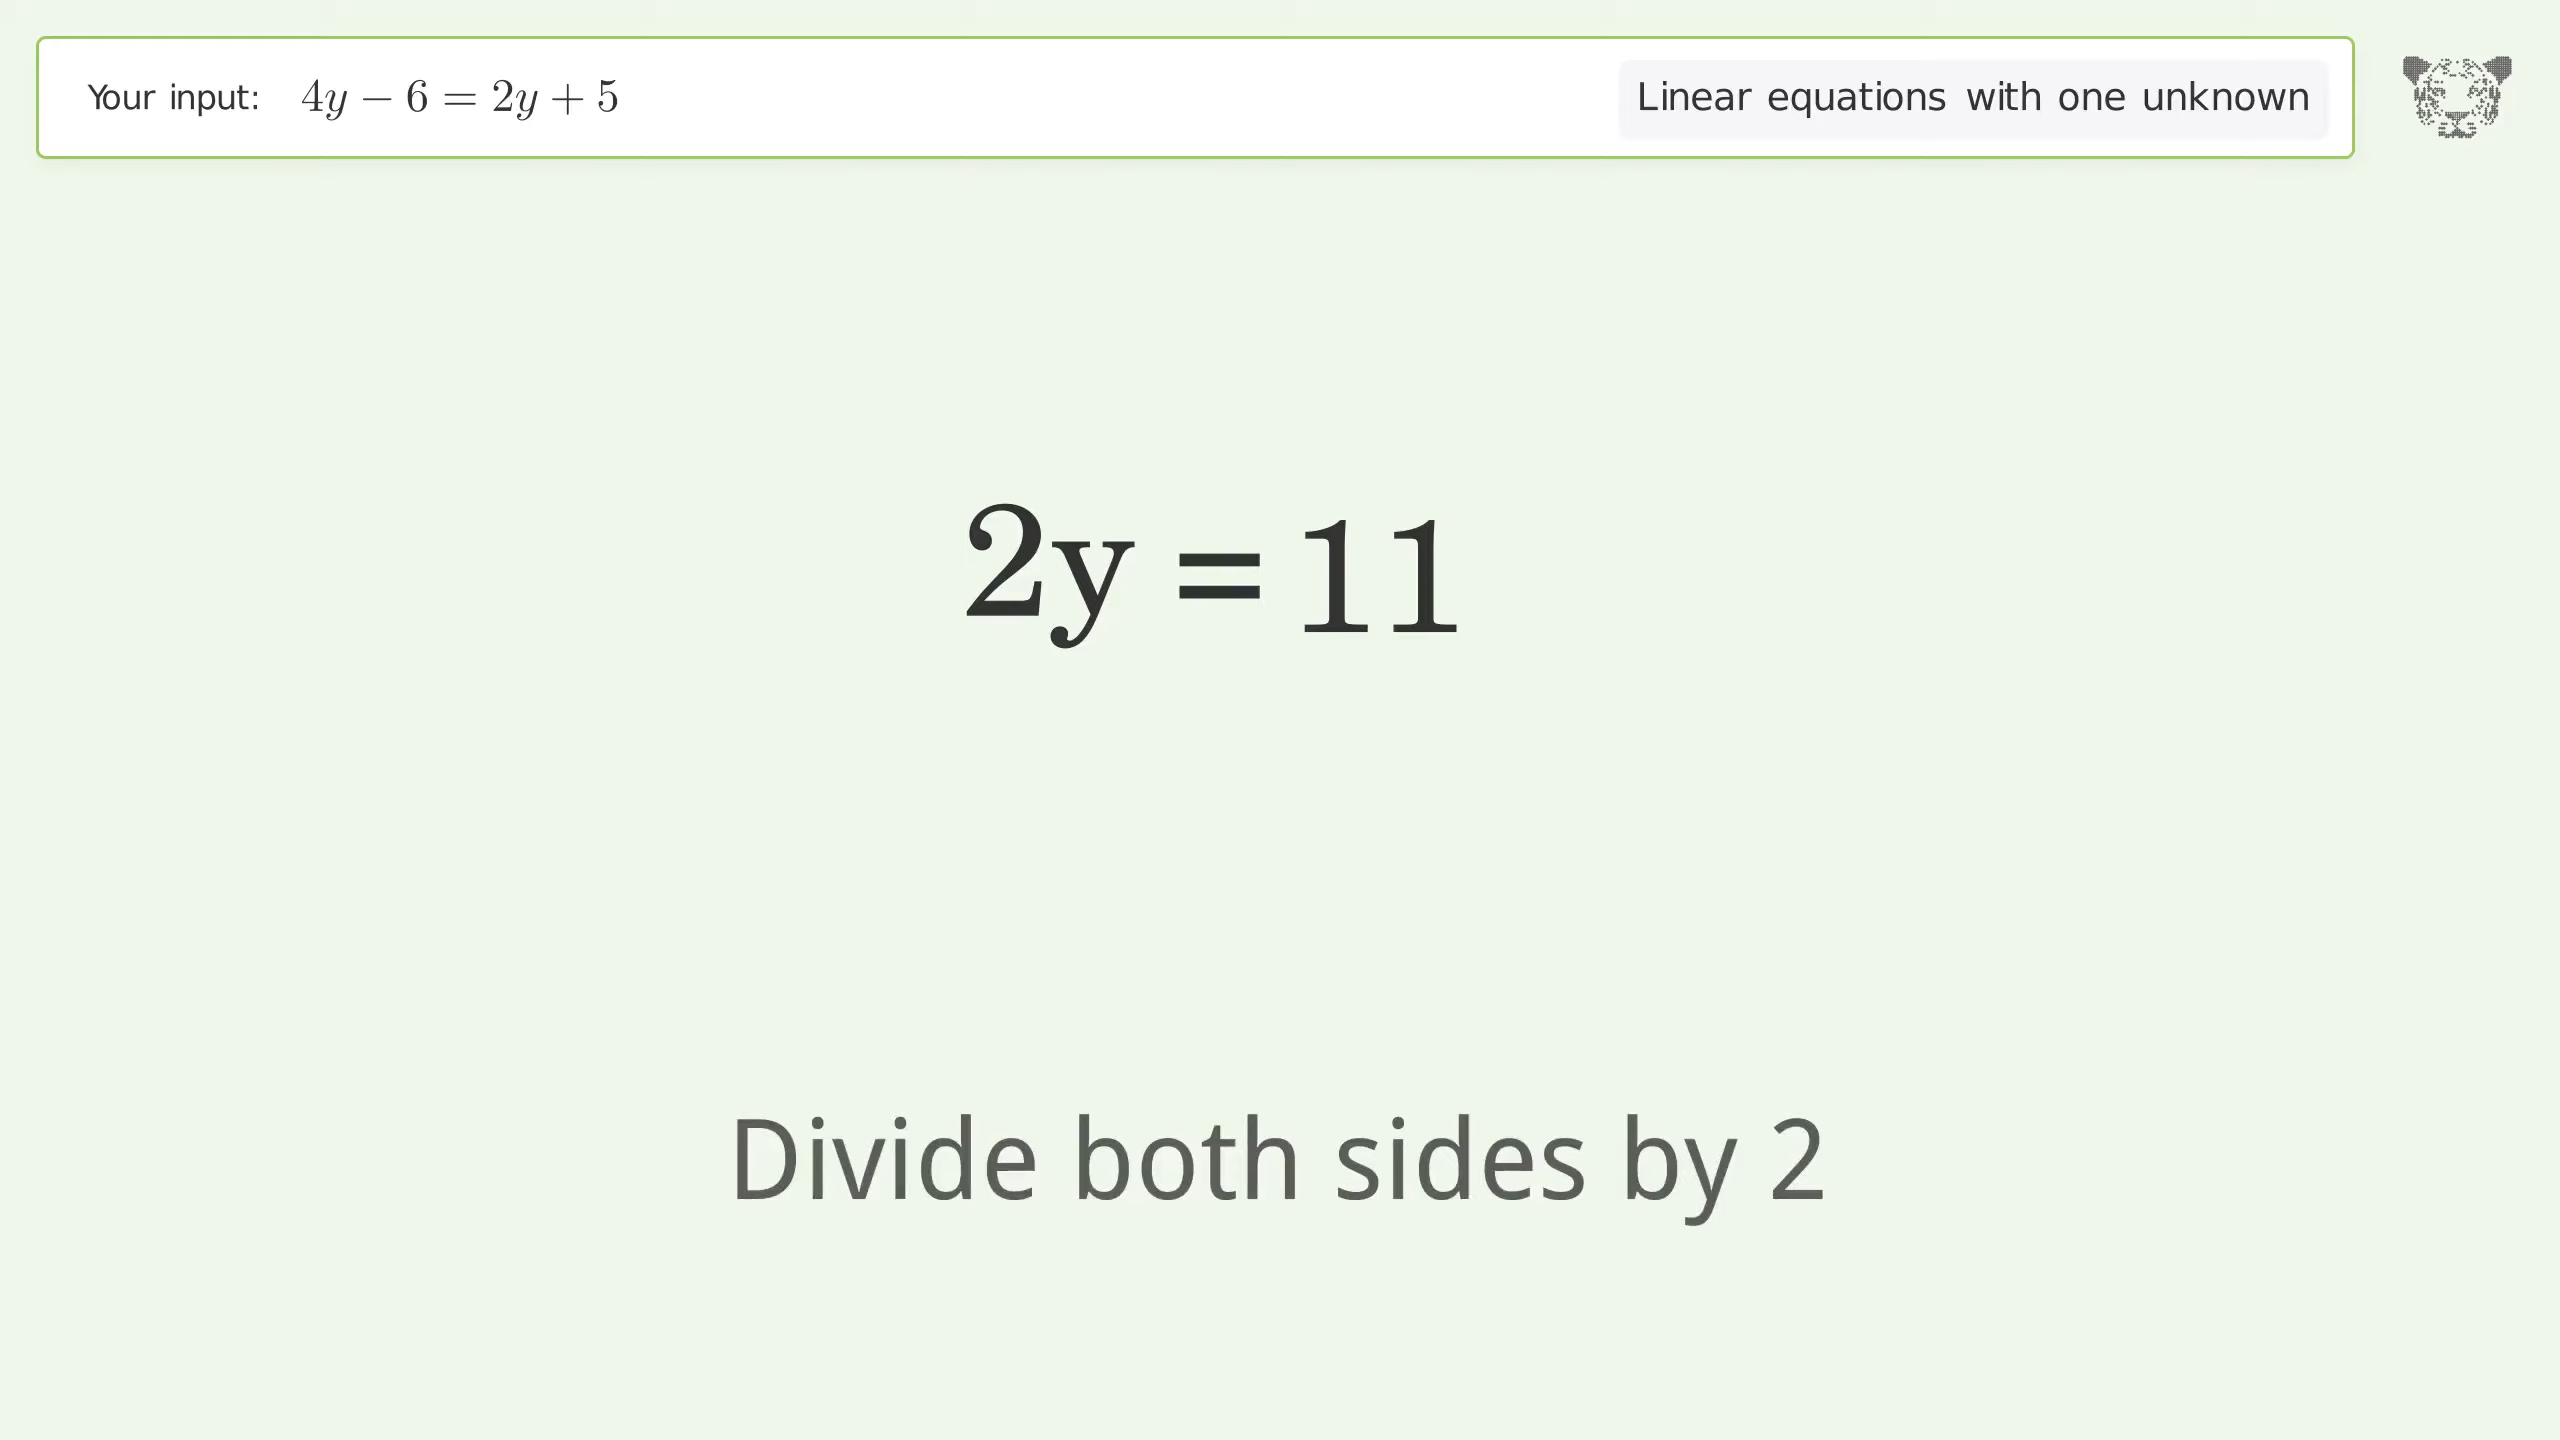 Your input: 4y − 6 = 2y + 5
Linear equations with one unknown
2y = 11
Divide both sides by 2